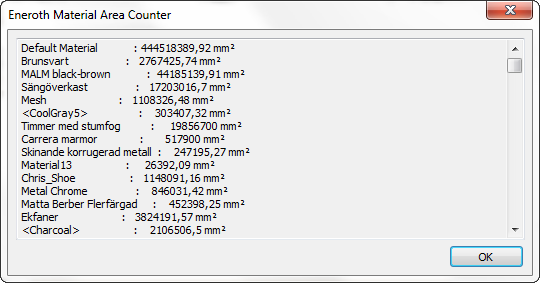 Eneroth Material Area Counter
Default Material : 444518389,92 mm²
Brunsvart : 2767425,74 mm²
MALM black-brown : 44185139,91 mm²
Sängöverkast : 17203016,7 mm²
Mesh : 1108326,48 mm²
<CoolGray5> : 303407,32 mm²
Timmer med stumfog : 19856700 mm²
Carrera marmor : 517900 mm²
Skinande korrugerad metall : 247195,27 mm²
Material13 : 26392,09 mm²
Chris_Shoe : 1148091,16 mm²
Metal Chrome : 846031,42 mm²
Matta Berber Flerfärgad : 452398,25 mm²
Ekfaner : 3824191,57 mm²
<Charcoal> : 2106506,5 mm²
OK